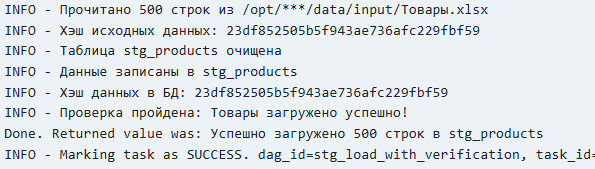 INFO - Прочитано 500 строк из /opt/***/data/input/Товары.xlsx
INFO - Хэш исходных данных: 23df852505b5f943ae736afc229fbf59
INFO - Таблица stg_products очищена
INFO - Данные записаны в stg_products
INFO - Хэш данных в БД: 23df852505b5f943ae736afc229fbf59
INFO - Проверка пройдена: Товары загружено успешно!
Done. Returned value was: Успешно загружено 500 строк в stg_products
INFO - Marking task as SUCCESS. dag_id=stg_load_with_verification, task_id=